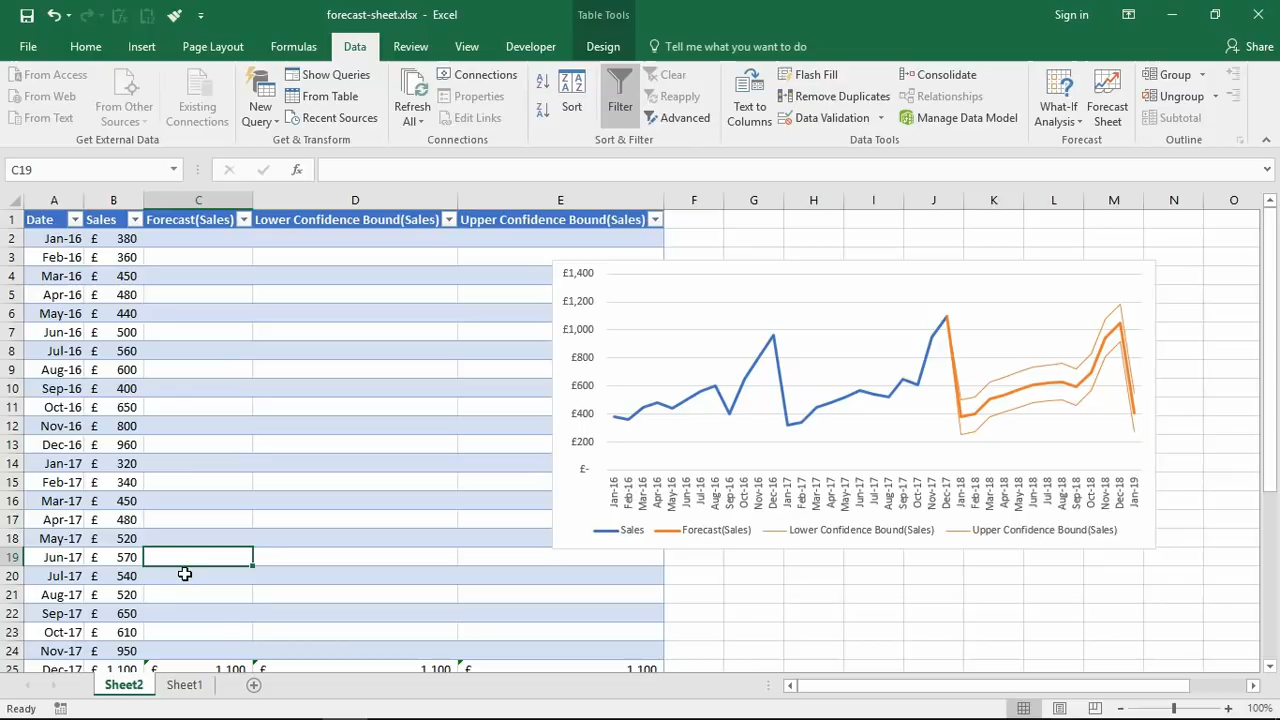 forecast-sheet.xlsx - Excel
Table Tools
Sign in
File Home Insert Page Layout Formulas Data Review View Developer Design Tell me what you want to do Share
From Access
From Web
From Text
From Other Sources
Existing Connections
Get External Data
New Query
Show Queries
From Table
Recent Sources
Get & Transform
Refresh All
Connections
Properties
Edit Links
Connections
Sort
Filter
Clear
Reapply
Advanced
Sort & Filter
Text to Columns
Flash Fill
Remove Duplicates
Data Validation
Consolidate
Relationships
Manage Data Model
Data Tools
What-If Analysis
Forecast Sheet
Forecast
Group
Ungroup
Subtotal
Outline
C19 fx
A B C D E F G H I J K L M N O
1 Date Sales Forecast(Sales) Lower Confidence Bound(Sales) Upper Confidence Bound(Sales)
2 Jan-16 £ 380
3 Feb-16 £ 360
4 Mar-16 £ 450
5 Apr-16 £ 480
6 May-16 £ 440
7 Jun-16 £ 500
8 Jul-16 £ 560
9 Aug-16 £ 600
10 Sep-16 £ 400
11 Oct-16 £ 650
12 Nov-16 £ 800
13 Dec-16 £ 960
14 Jan-17 £ 320
15 Feb-17 £ 340
16 Mar-17 £ 450
17 Apr-17 £ 480
18 May-17 £ 520
19 Jun-17 £ 570
20 Jul-17 £ 540
21 Aug-17 £ 520
22 Sep-17 £ 650
23 Oct-17 £ 610
24 Nov-17 £ 950
25 Dec-17 £ 1,100 £ 1,100 £ 1,100 £ 1,100
£1,400
£1,200
£1,000
£800
£600
£400
£200
£-
Jan-16 Feb-16 Mar-16 Apr-16 May-16 Jun-16 Jul-16 Aug-16 Sep-16 Oct-16 Nov-16 Dec-16 Jan-17 Feb-17 Mar-17 Apr-17 May-17 Jun-17 Jul-17 Aug-17 Sep-17 Oct-17 Nov-17 Dec-17 Jan-18 Feb-18 Mar-18 Apr-18 May-18 Jun-18 Jul-18 Aug-18 Sep-18 Oct-18 Nov-18 Dec-18 Jan-19
Sales Forecast(Sales) Lower Confidence Bound(Sales) Upper Confidence Bound(Sales)
Sheet2 Sheet1
Ready 100%